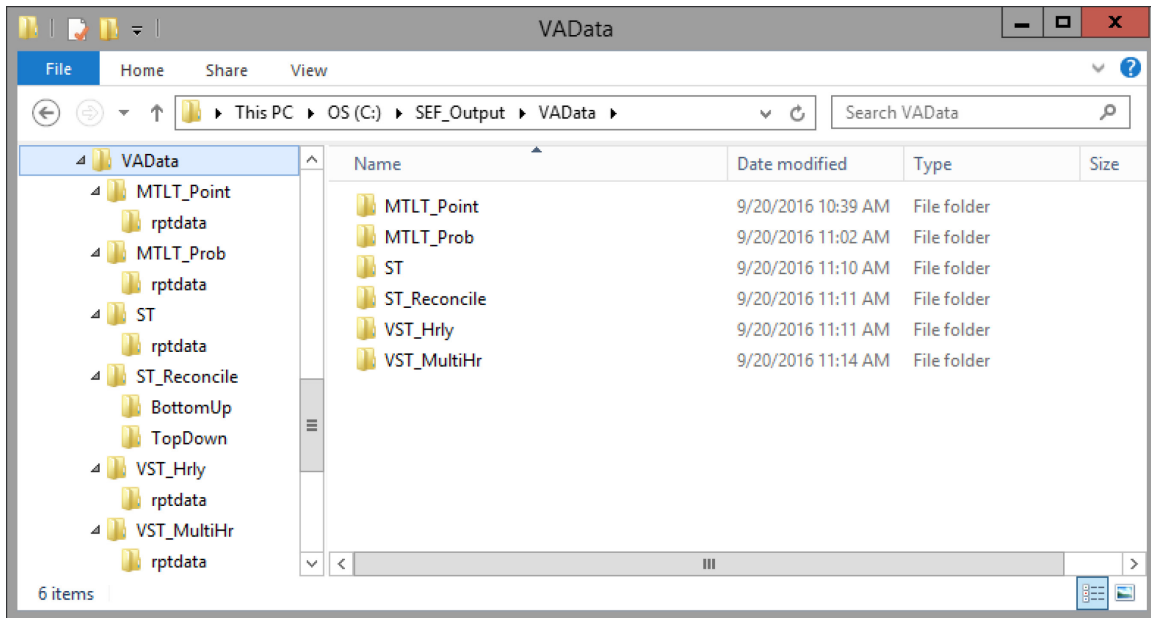 VAData
File Home Share View
This PC OS (C:) SEF_Output VAData
Search VAData
VAData
MTLT_Point
rptdata
MTLT_Prob
rptdata
ST
rptdata
ST_Reconcile
BottomUp
TopDown
VST_Hrly
rptdata
VST_MultiHr
rptdata
Name Date modified Type Size
MTLT_Point 9/20/2016 10:39 AM File folder
MTLT_Prob 9/20/2016 11:02 AM File folder
ST 9/20/2016 11:10 AM File folder
ST_Reconcile 9/20/2016 11:11 AM File folder
VST_Hrly 9/20/2016 11:11 AM File folder
VST_MultiHr 9/20/2016 11:14 AM File folder
6 items